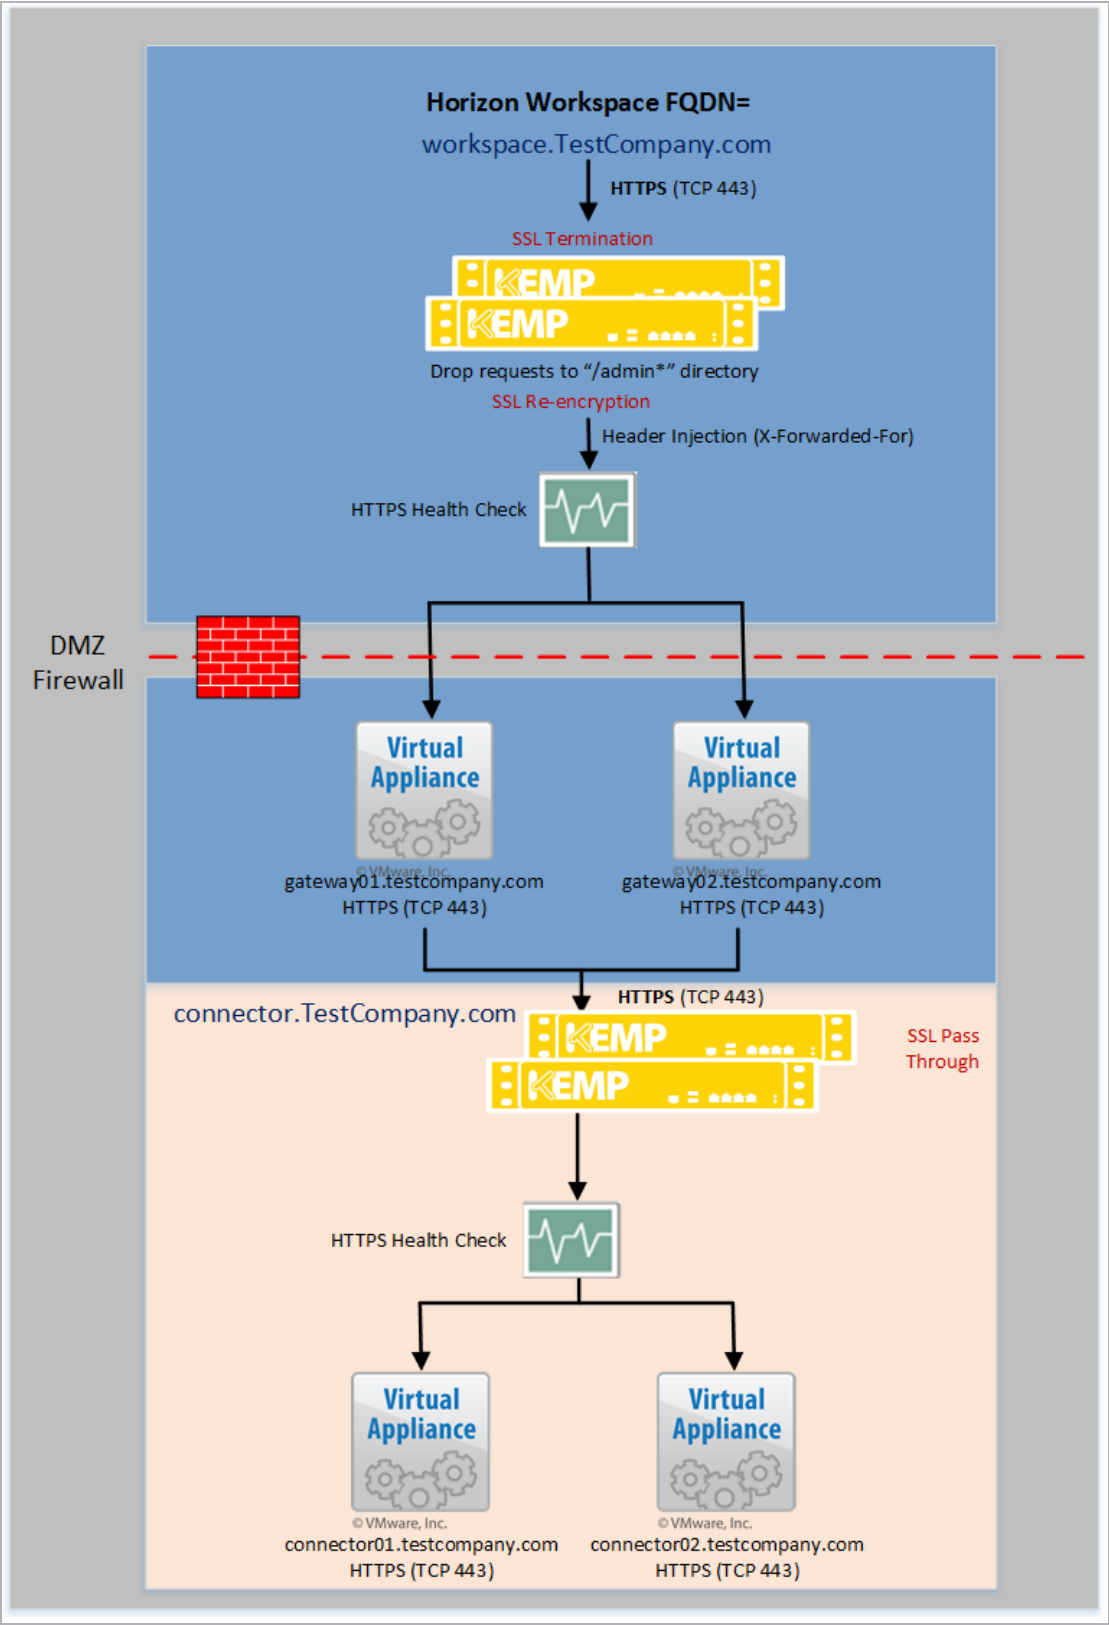 Horizon Workspace FQDN=
workspace.TestCompany.com
HTTPS (TCP 443)
SSL Termination
KEMP
KEMP
Drop requests to “/admin*” directory
SSL Re-encryption
Header Injection (X-Forwarded-For)
HTTPS Health Check
DMZ
Firewall
Virtual
Appliance
© VMware, Inc.
gateway01.testcompany.com
HTTPS (TCP 443)
Virtual
Appliance
© VMware, Inc.
gateway02.testcompany.com
HTTPS (TCP 443)
HTTPS (TCP 443)
connector.TestCompany.com
KEMP
KEMP
SSL Pass
Through
HTTPS Health Check
Virtual
Appliance
© VMware, Inc.
connector01.testcompany.com
HTTPS (TCP 443)
Virtual
Appliance
© VMware, Inc.
connector02.testcompany.com
HTTPS (TCP 443)